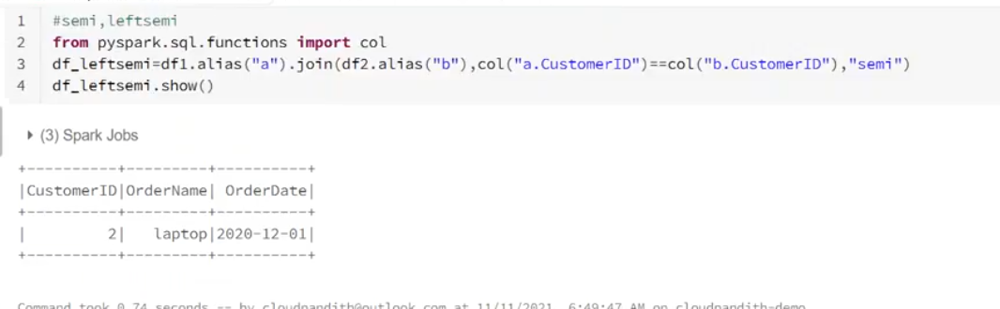 1 #semi,leftsemi
2 from pyspark.sql.functions import col
3 df_leftsemi=df1.alias("a").join(df2.alias("b"),col("a.CustomerID")==col("b.CustomerID"),"semi")
4 df_leftsemi.show()
(3) Spark Jobs
+----------+---------+----------+
|CustomerID|OrderName| OrderDate|
+----------+---------+----------+
|         2|   laptop|2020-12-01|
+----------+---------+----------+
Command took 0.74 seconds -- by cloudpandith@outlook.com at 11/11/2021, 6:49:47 AM on cloudpandith-demo